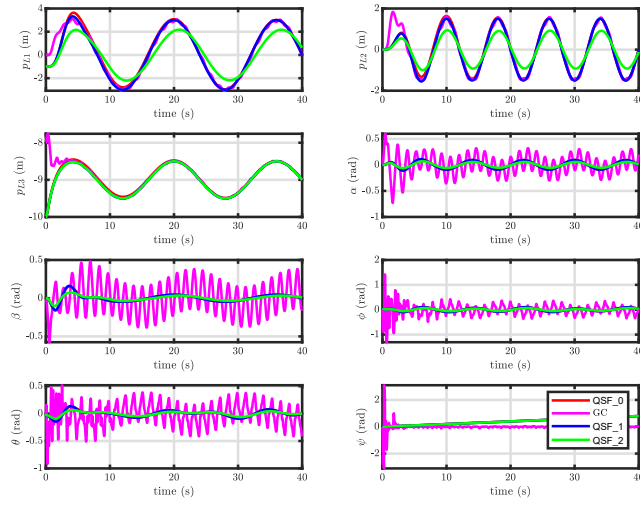 4
2
0
-2
p_{L1} (m)
0 10 20 30 40
time (s)
2
0
-2
p_{L2} (m)
0 10 20 30 40
time (s)
-8
-9
-10
p_{L3} (m)
0 10 20 30 40
time (s)
0.5
0
-0.5
-1
α (rad)
0 10 20 30 40
time (s)
0.5
0
-0.5
β (rad)
0 10 20 30 40
time (s)
1
0
-1
ϕ (rad)
0 10 20 30 40
time (s)
0.5
0
-0.5
-1
θ (rad)
0 10 20 30 40
time (s)
2
0
-2
ψ (rad)
0 10 20 30 40
time (s)
QSF_0
GC
QSF_1
QSF_2